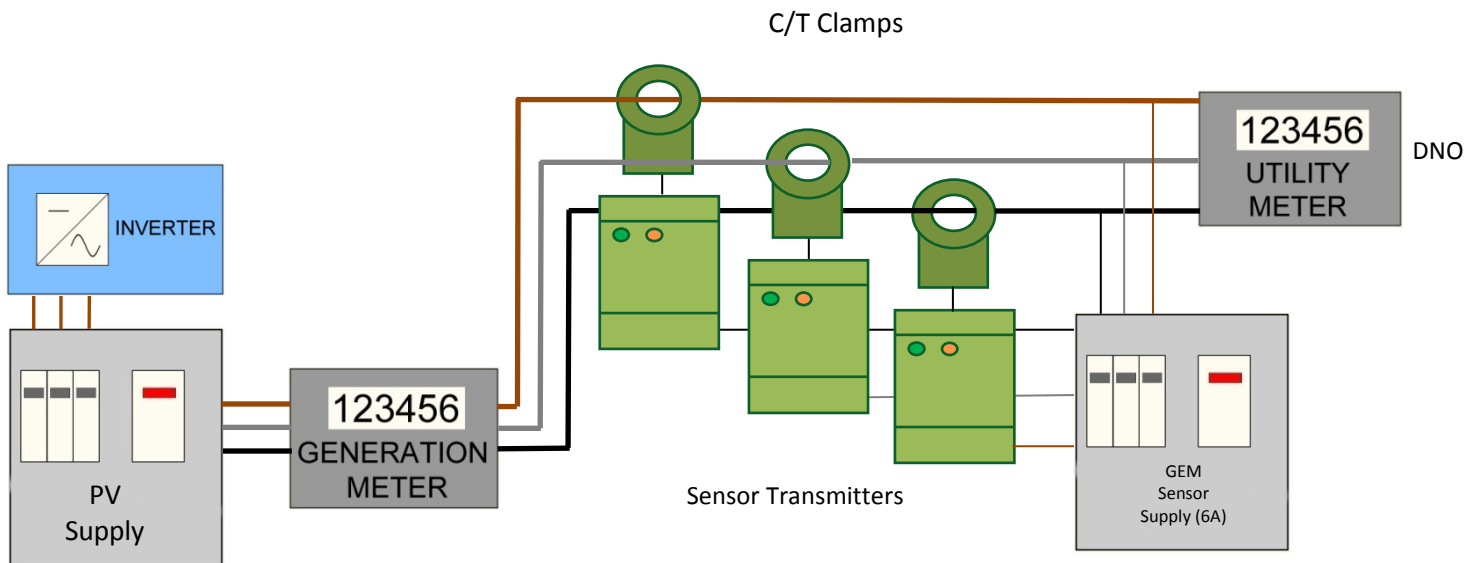 C/T Clamps
123456
UTILITY
METER
DNO
INVERTER
123456
GENERATION
METER
PV
Supply
Sensor Transmitters
GEM
Sensor
Supply (6A)